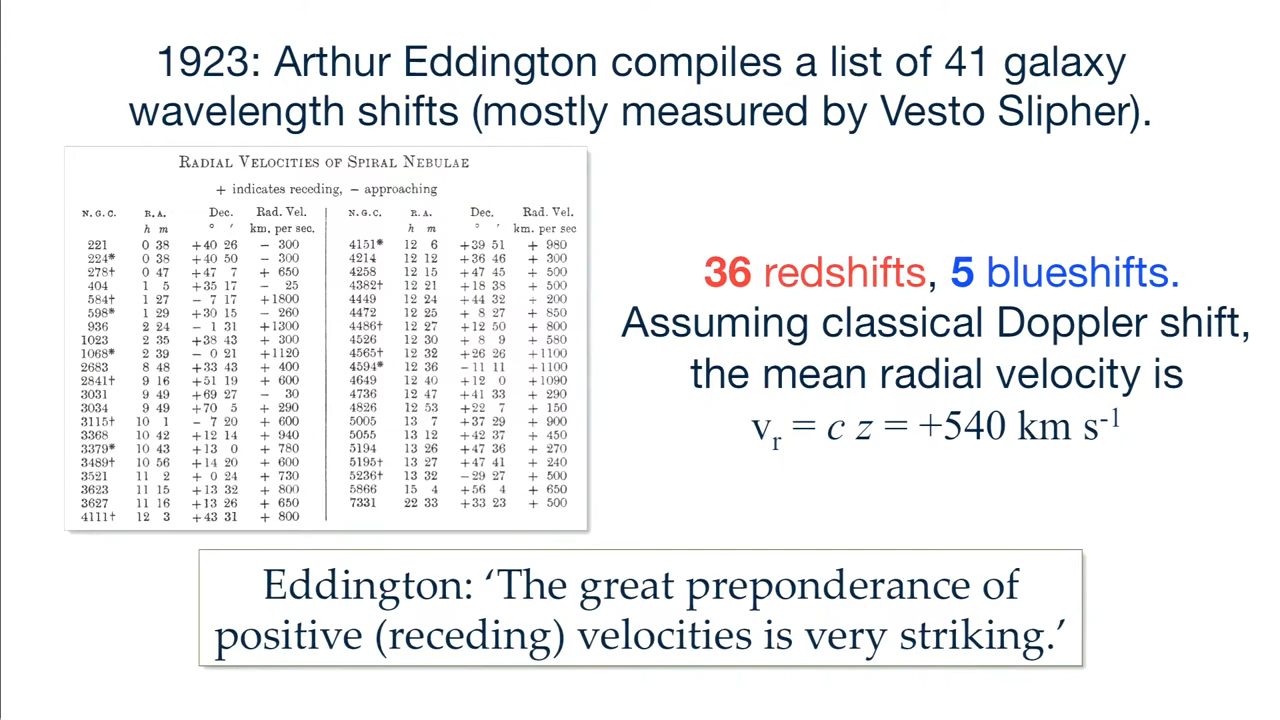 1923: Arthur Eddington compiles a list of 41 galaxy
wavelength shifts (mostly measured by Vesto Slipher).
RADIAL VELOCITIES OF SPIRAL NEBULAE
+ indicates receding, − approaching
N.G.C. R.A. Dec. Rad. Vel. N.G.C. R.A. Dec. Rad. Vel.
h m ° ′ km. per sec. h m ° ′ km. per sec
221 0 38 +40 26 − 300 4151* 12 6 +39 51 + 980
224* 0 38 +40 50 − 300 4214 12 12 +36 46 + 300
278† 0 47 +47 7 + 650 4258 12 15 +47 45 + 500
404 1 5 +35 17 − 25 4382† 12 21 +18 38 + 500
584† 1 27 − 7 17 +1800 4449 12 24 +44 32 + 200
598* 1 29 +30 15 − 260 4472 12 25 + 8 27 + 850
936 2 24 − 1 31 +1300 4486† 12 27 +12 50 + 800
1023 2 35 +38 43 + 300 4526 12 30 + 8 9 + 580
1068* 2 39 − 0 21 +1120 4565† 12 32 +26 26 +1100
2683 8 48 +33 43 + 400 4594* 12 36 −11 11 +1100
2841† 9 16 +51 19 + 600 4649 12 40 +12 0 +1090
3031 9 49 +69 27 − 30 4736 12 47 +41 33 + 290
3034 9 49 +70 5 + 290 4826 12 53 +22 7 + 150
3115† 10 1 − 7 20 + 600 5005 13 7 +37 29 + 900
3368 10 42 +12 14 + 940 5055 13 12 +42 37 + 450
3379* 10 43 +13 0 + 780 5194 13 26 +47 36 + 270
3489† 10 56 +14 20 + 600 5195† 13 27 +47 41 + 240
3521 11 2 + 0 24 + 730 5236† 13 32 −29 27 + 500
3623 11 15 +13 32 + 800 5866 15 4 +56 4 + 650
3627 11 16 +13 26 + 650 7331 22 33 +33 23 + 500
4111† 12 3 +43 31 + 800
36 redshifts, 5 blueshifts.
Assuming classical Doppler shift,
the mean radial velocity is
vᵣ = c z = +540 km s⁻¹
Eddington: ‘The great preponderance of
positive (receding) velocities is very striking.’